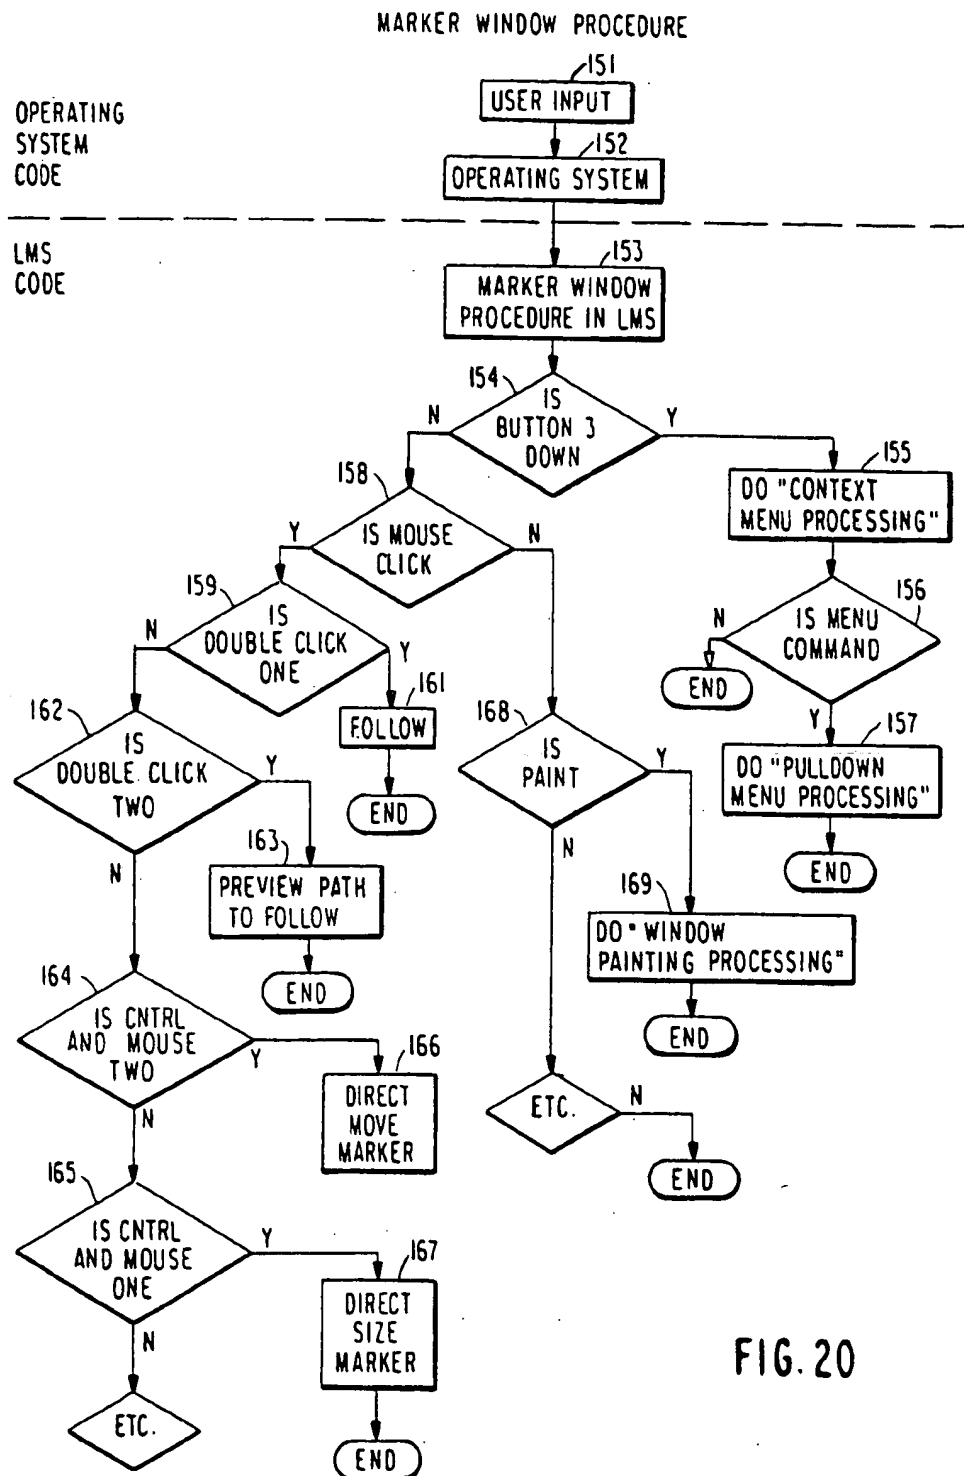 MARKER WINDOW PROCEDURE
151
USER INPUT
OPERATING
SYSTEM
CODE
152
OPERATING SYSTEM
LMS
CODE
153
MARKER WINDOW
PROCEDURE IN LMS
154
IS
BUTTON 3
DOWN
N
Y
155
DO "CONTEXT
MENU PROCESSING"
158
IS MOUSE
CLICK
Y
N
156
IS MENU
COMMAND
N
END
Y
157
DO "PULLDOWN
MENU PROCESSING"
END
159
IS
DOUBLE CLICK
ONE
N
Y
161
FOLLOW
END
162
IS
DOUBLE CLICK
TWO
Y
N
163
PREVIEW PATH
TO FOLLOW
END
168
IS
PAINT
Y
N
169
DO "WINDOW
PAINTING PROCESSING"
END
164
IS CNTRL
AND MOUSE
TWO
Y
N
166
DIRECT
MOVE
MARKER
ETC.
N
END
165
IS CNTRL
AND MOUSE
ONE
Y
N
167
DIRECT
SIZE
MARKER
END
ETC.
FIG. 20